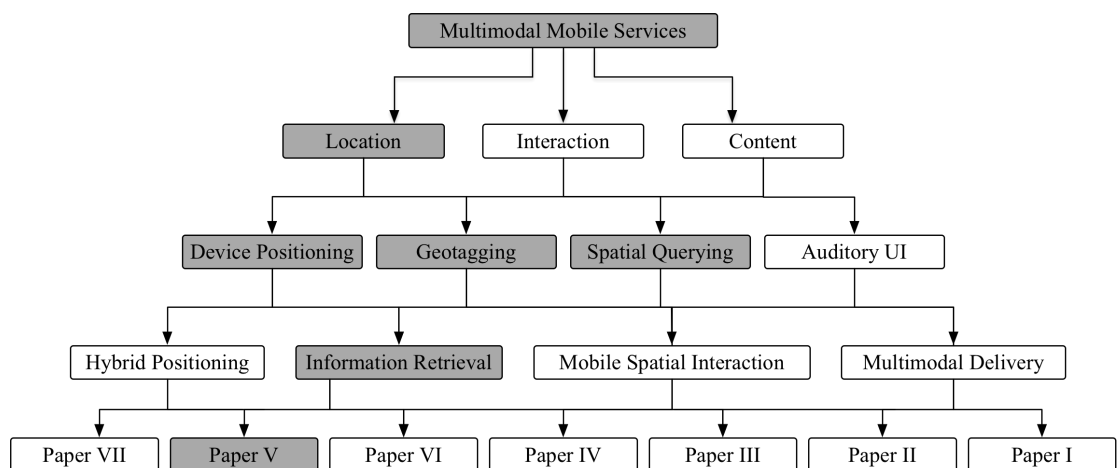 Multimodal Mobile Services
Location
Interaction
Content
Device Positioning
Geotagging
Spatial Querying
Auditory UI
Hybrid Positioning
Information Retrieval
Mobile Spatial Interaction
Multimodal Delivery
Paper VII
Paper V
Paper VI
Paper IV
Paper III
Paper II
Paper I